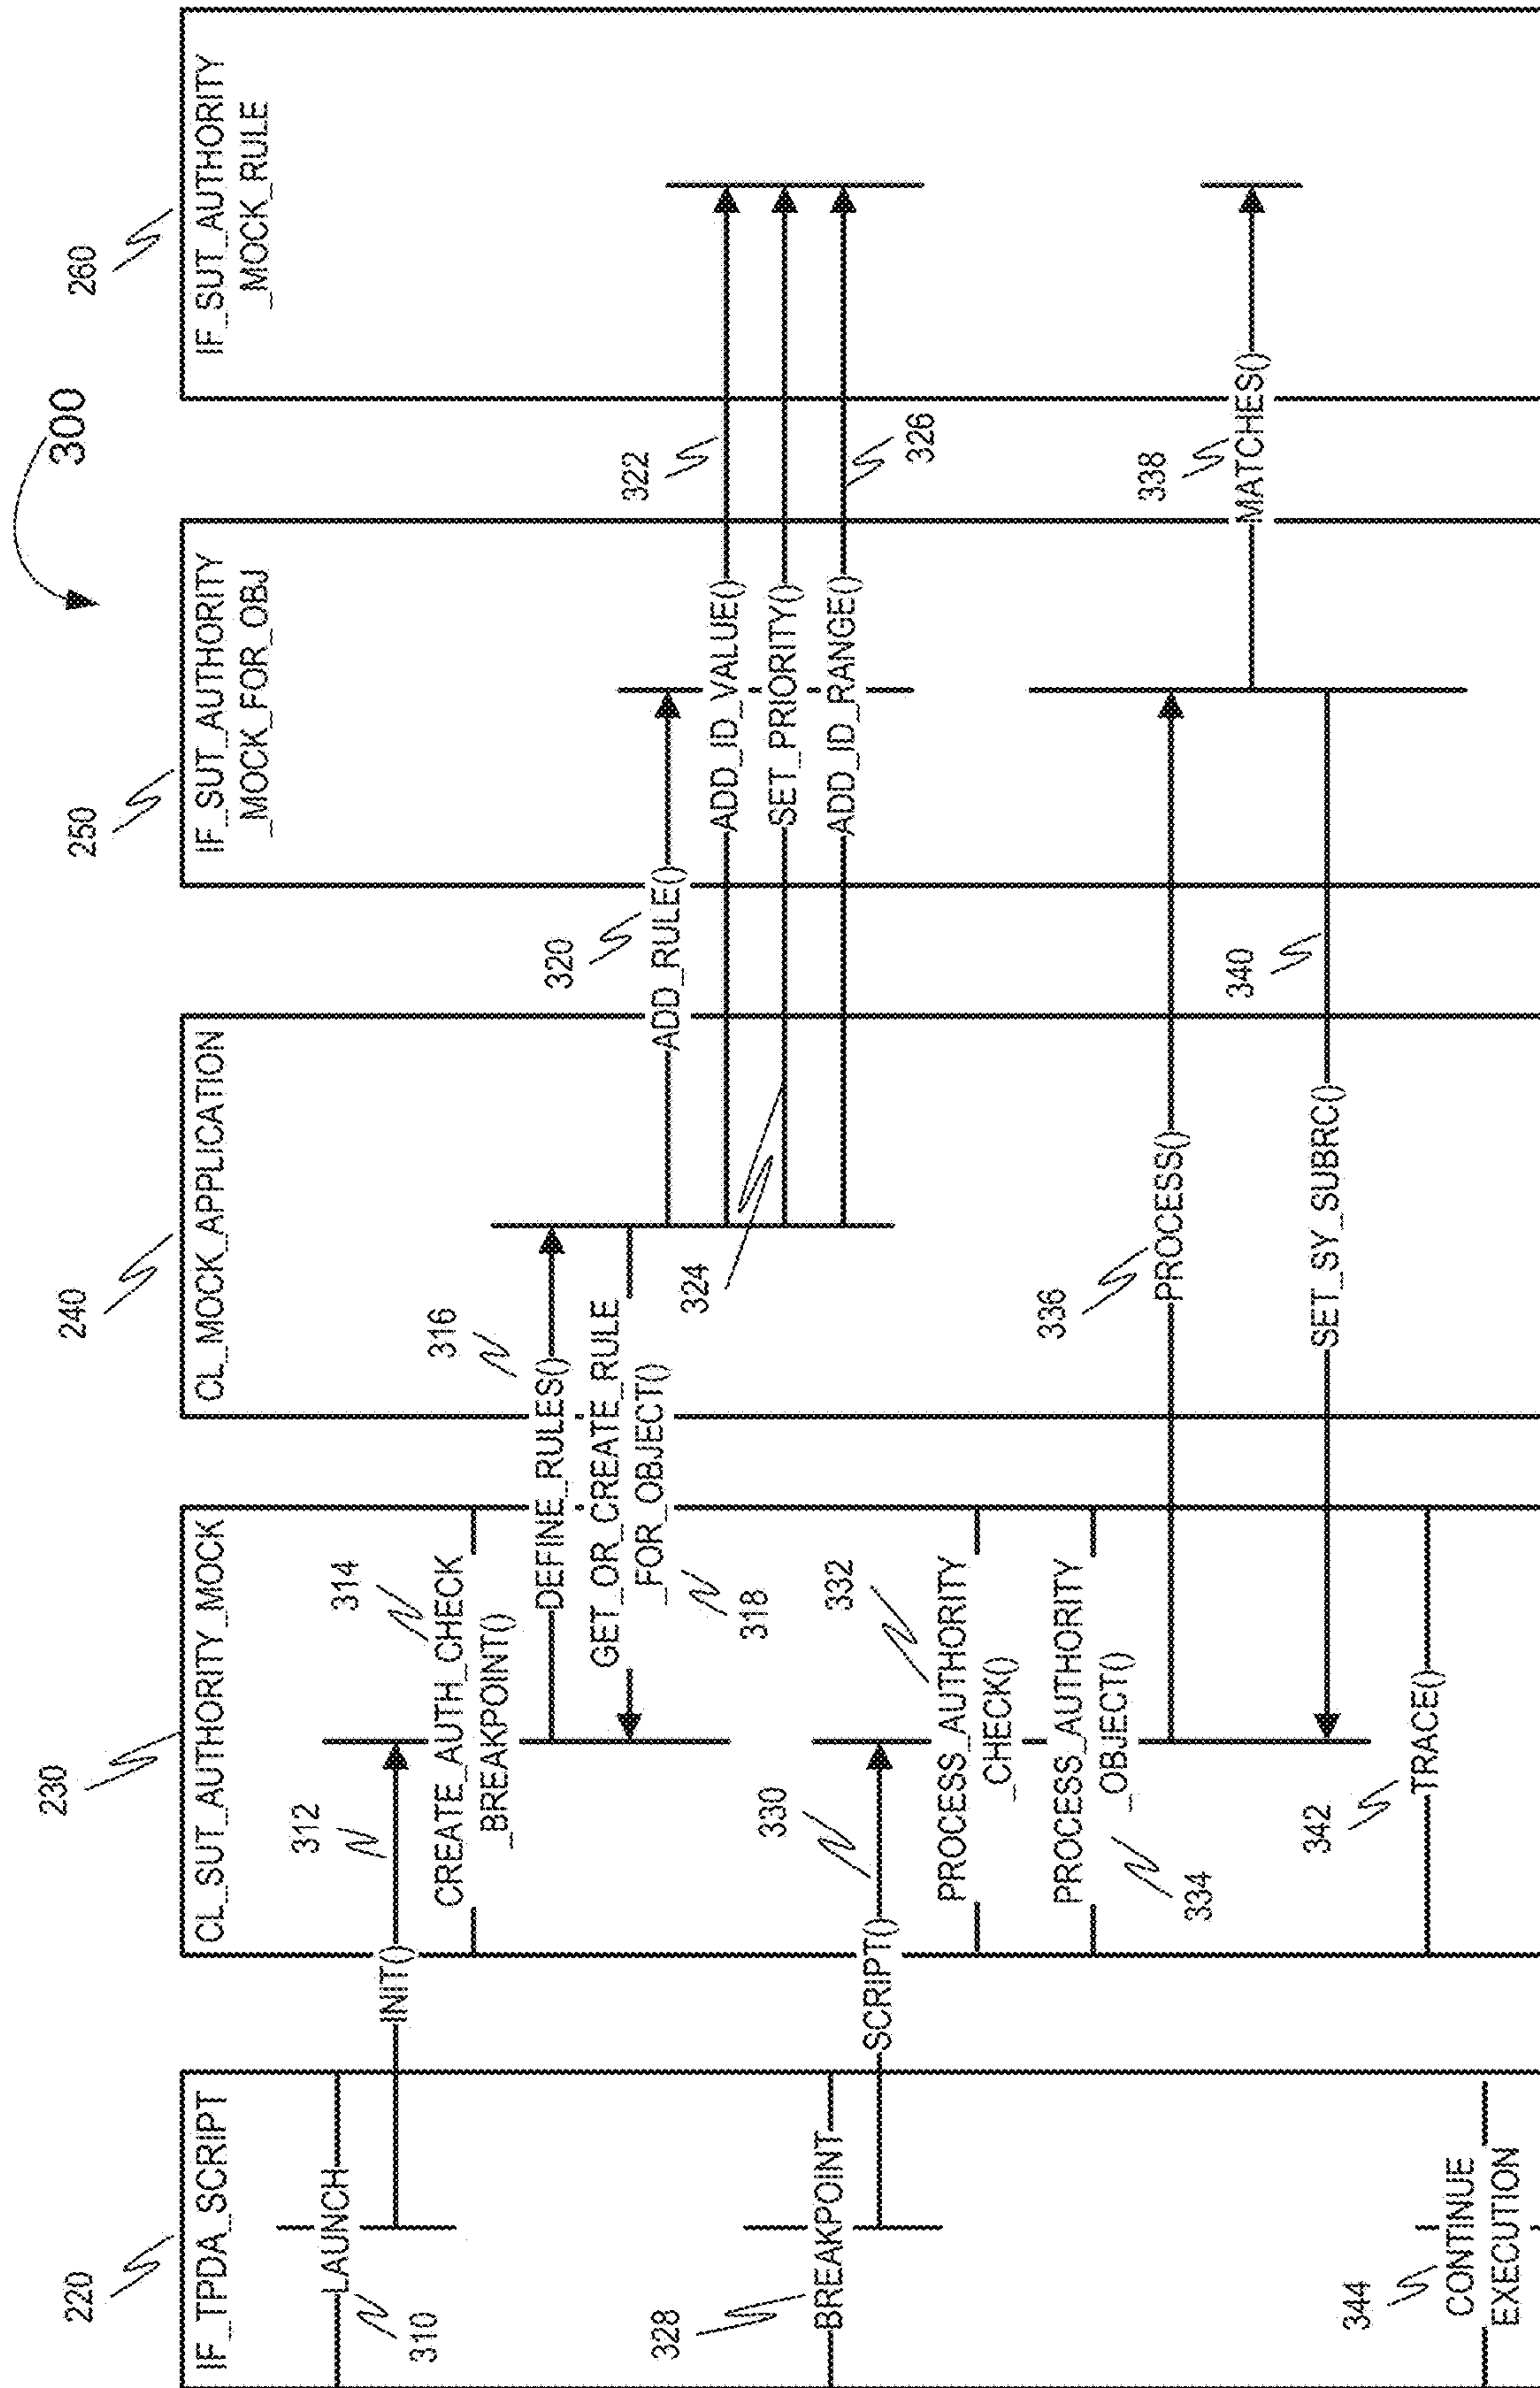 300
220
IF_TPDA_SCRIPT
230
CL_SUT_AUTHORITY_MOCK
240
CL_MOCK_APPLICATION
250
IF_SUT_AUTHORITY
_MOCK_FOR_OBJ
260
IF_SUT_AUTHORITY
_MOCK_RULE
LAUNCH
310
INIT()
312
314
CREATE_AUTH_CHECK
_BREAKPOINT()
DEFINE_RULES()
316
GET_OR_CREATE_RULE
_FOR_OBJECT()
318
320
ADD_RULE()
322
ADD_ID_VALUE()
324
SET_PRIORITY()
ADD_ID_RANGE()
326
328
BREAKPOINT
SCRIPT()
330
332
PROCESS_AUTHORITY
_CHECK()
PROCESS_AUTHORITY
_OBJECT()
334
336
PROCESS()
338
MATCHES()
340
SET_SY_SUBRC()
342
TRACE()
344
CONTINUE
EXECUTION